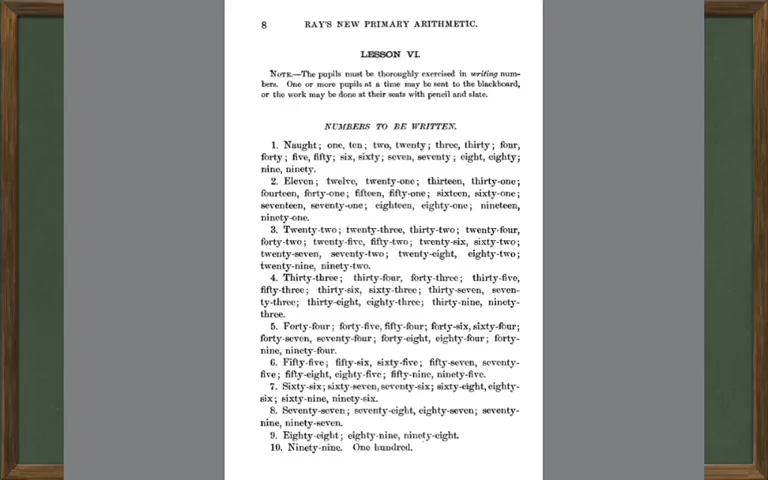 8 RAY'S NEW PRIMARY ARITHMETIC.
LESSON VI.
NOTE.—The pupils must be thoroughly exercised in writing num-
bers. One or more pupils at a time may be sent to the blackboard,
or the work may be done at their seats with pencil and slate.
NUMBERS TO BE WRITTEN.
1. Naught; one, ten; two, twenty; three, thirty; four,
forty; five, fifty; six, sixty; seven, seventy; eight, eighty;
nine, ninety.
2. Eleven; twelve, twenty-one; thirteen, thirty-one;
fourteen, forty-one; fifteen, fifty-one; sixteen, sixty-one;
seventeen, seventy-one; eighteen, eighty-one; nineteen,
ninety-one.
3. Twenty-two; twenty-three, thirty-two; twenty-four,
forty-two; twenty-five, fifty-two; twenty-six, sixty-two;
twenty-seven, seventy-two; twenty-eight, eighty-two;
twenty-nine, ninety-two.
4. Thirty-three; thirty-four, forty-three; thirty-five,
fifty-three; thirty-six, sixty-three; thirty-seven, seven-
ty-three; thirty-eight, eighty-three; thirty-nine, ninety-
three.
5. Forty-four; forty-five, fifty-four; forty-six, sixty-four;
forty-seven, seventy-four; forty-eight, eighty-four; forty-
nine, ninety-four.
6. Fifty-five; fifty-six, sixty-five; fifty-seven, seventy-
five; fifty-eight, eighty-five; fifty-nine, ninety-five.
7. Sixty-six; sixty-seven, seventy-six; sixty-eight, eighty-
six; sixty-nine, ninety-six.
8. Seventy-seven; seventy-eight, eighty-seven; seventy-
nine, ninety-seven.
9. Eighty-eight; eighty-nine, ninety-eight.
10. Ninety-nine. One hundred.